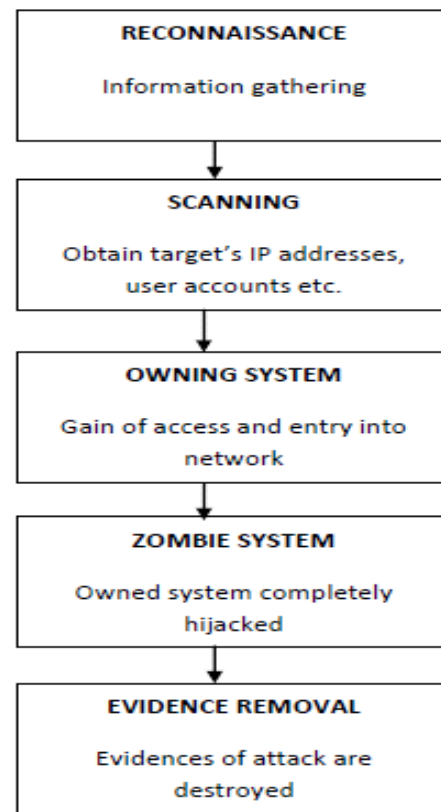 RECONNAISSANCE
Information gathering
SCANNING
Obtain target's IP addresses,
user accounts etc.
OWNING SYSTEM
Gain of access and entry into
network
ZOMBIE SYSTEM
Owned system completely
hijacked
EVIDENCE REMOVAL
Evidences of attack are
destroyed